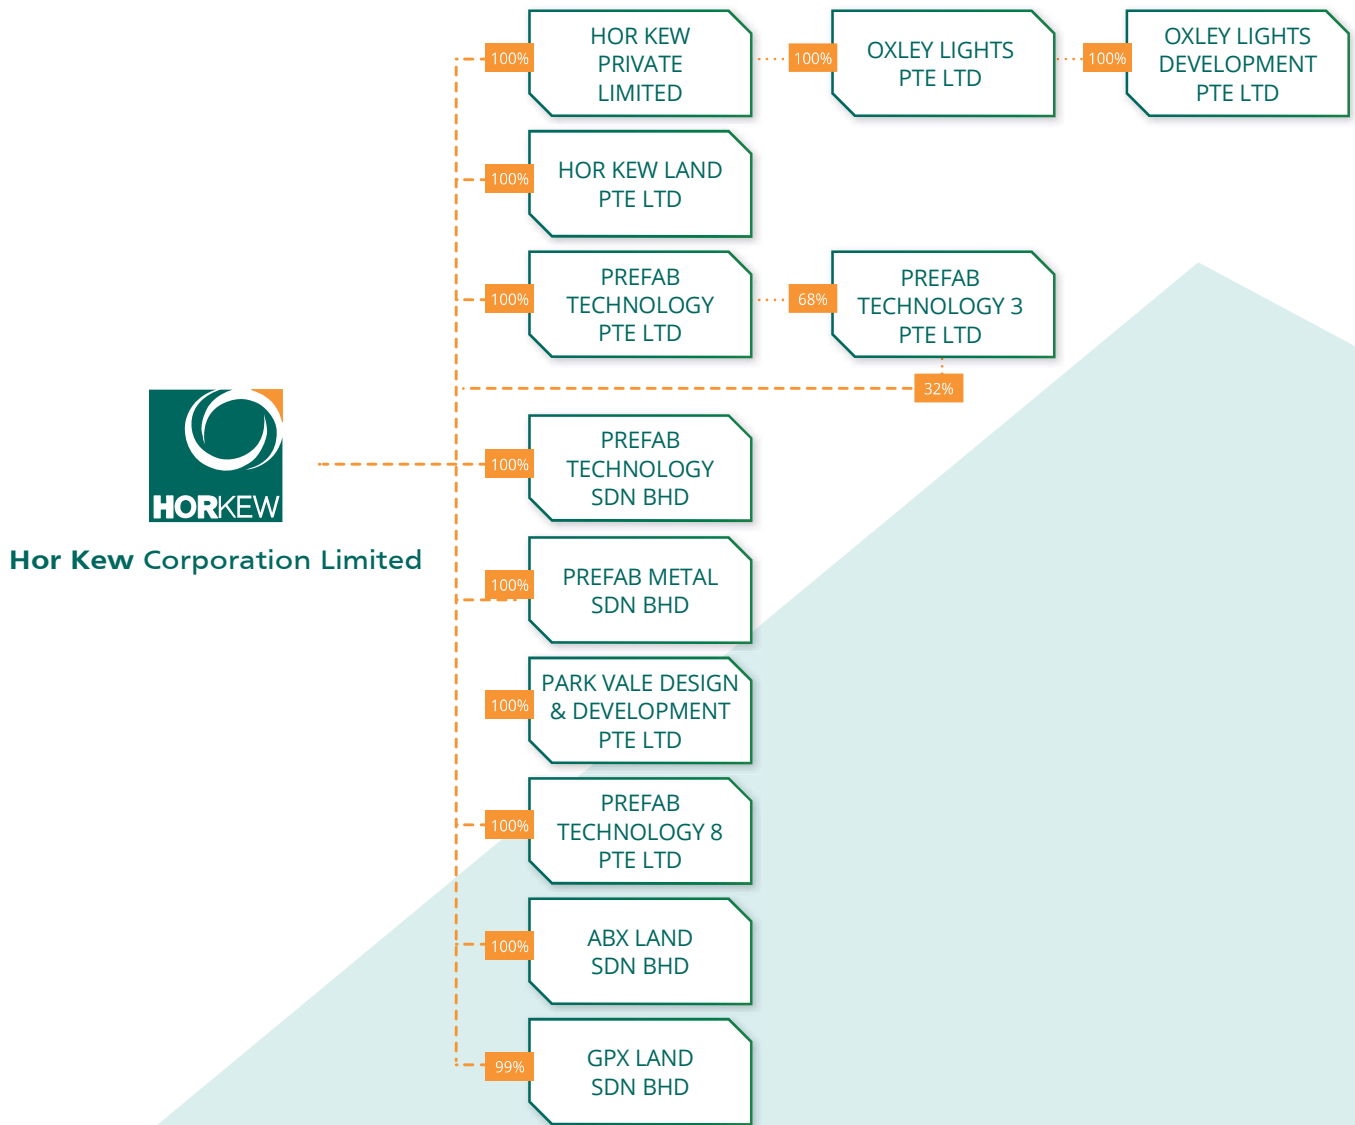 100%
HOR KEW
PRIVATE
LIMITED
100%
OXLEY LIGHTS
PTE LTD
100%
OXLEY LIGHTS
DEVELOPMENT
PTE LTD
100%
HOR KEW LAND
PTE LTD
100%
PREFAB
TECHNOLOGY
PTE LTD
68%
PREFAB
TECHNOLOGY 3
PTE LTD
32%
HORKEW
Hor Kew Corporation Limited
100%
PREFAB
TECHNOLOGY
SDN BHD
100%
PREFAB METAL
SDN BHD
100%
PARK VALE DESIGN
& DEVELOPMENT
PTE LTD
100%
PREFAB
TECHNOLOGY 8
PTE LTD
100%
ABX LAND
SDN BHD
99%
GPX LAND
SDN BHD